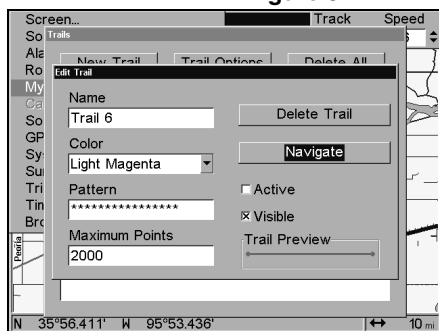 Screen...
Track
Speed
So
Trails
Ala
New Trail
Trail Options
Delete All
Ro
Edit Trail
My
Name
Ca
Trail 6
Delete Trail
So
GP
Color
Sy
Light Magenta
Navigate
Su
Tri
Pattern
Active
Tin
****************
Visible
Bro
Maximum Points
Trail Preview
2000
Peoria
N 35°56.411' W 95°53.436'
↔ 10 mi